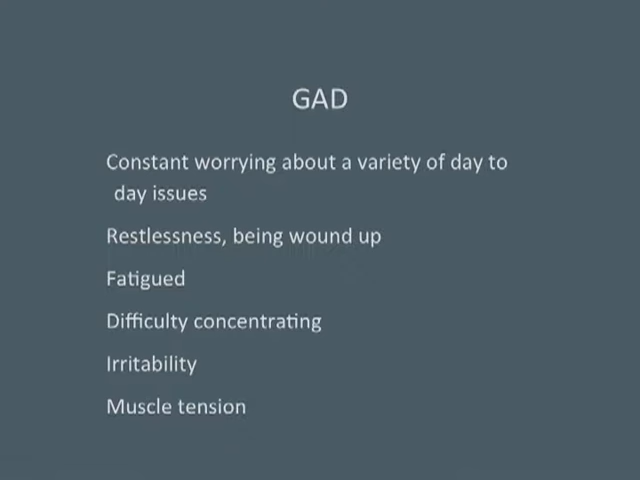 GAD
Constant worrying about a variety of day to
day issues
Restlessness, being wound up
Fatigued
Difficulty concentrating
Irritability
Muscle tension